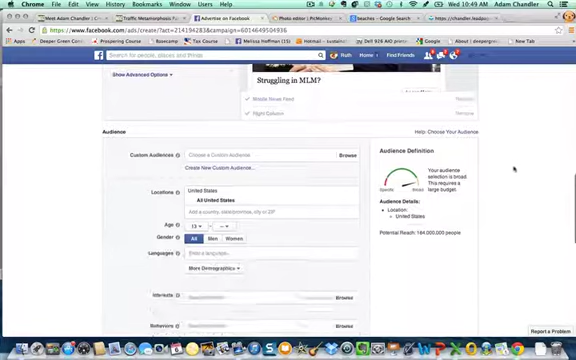 Chrome File Edit View History Bookmarks Window Users Help
10:49 AM Adam Chandler
Meet Adam Chandler
Traffic Metamorphosis
Advertise on Facebook
Photo editor | PicMonkey
beaches - Google Search
https://chandler.leadpa
https://www.facebook.com/ads/create/?act=214194283&campaign=6014649504936
Apps
Deeper Green
Prospering Course
Bootcamp
Melissa Hoffman
Search for people, places and things
Ruth Home Find Friends
Show Advanced Options
Struggling in MLM?
Mobile News Feed
Right Column
Audience
Help: Choose Your Audience
Custom Audiences
Choose a Custom Audience
Browse
Create New Custom Audience...
Locations
United States
All United States
Add a country, state/province, city or ZIP
Age
13
Gender
All Men Women
Languages
Enter a language...
More Demographics
Interests
Browse
Behaviors
Browse
Audience Definition
Specific
Broad
Your audience
selection is broad
This requires a
large budget.
Audience Details:
Location:
United States
Potential Reach: 184,000,000 people
Report a Problem